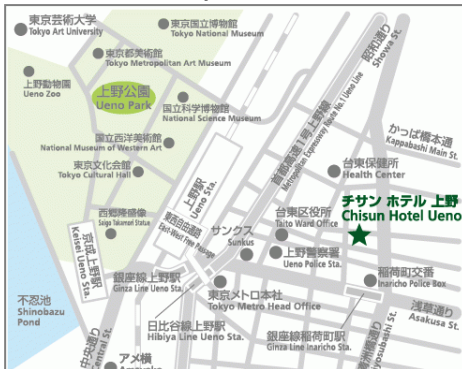 東京芸術大学
Tokyo Art University
東京国立博物館
Tokyo National Museum
東京都美術館
Tokyo Metropolitan Art Museum
上野動物園
Ueno Zoo
上野公園
Ueno Park
国立科学博物館
National Science Museum
国立西洋美術館
National Museum of Western Art
東京文化会館
Tokyo Cultural Hall
西郷隆盛像
Saigo Takamori Statue
上野駅
Ueno Sta.
東西自由通路
East-West Free Passage
京成上野駅
Keisei Ueno Sta.
首都高速1号上野線
Metropolitan Expressway Route No.1 Ueno Line
昭和通り
Showa St.
かっぱ橋本通
Kappabashi Main St.
台東保健所
Health Center
チサン ホテル 上野
Chisun Hotel Ueno
台東区役所
Taito Ward Office
サンクス
Sunkus
上野警察署
Ueno Police Sta.
稲荷町交番
Inaricho Police Box
銀座線上野駅
Ginza Line Ueno Sta.
東京メトロ本社
Tokyo Metro Head Office
不忍池
Shinobazu
Pond
日比谷線上野駅
Hibiya Line Ueno Sta.
銀座線稲荷町駅
Ginza Line Inaricho Sta.
浅草通り
Asakusa St.
中央通り
Central St.
アメ横